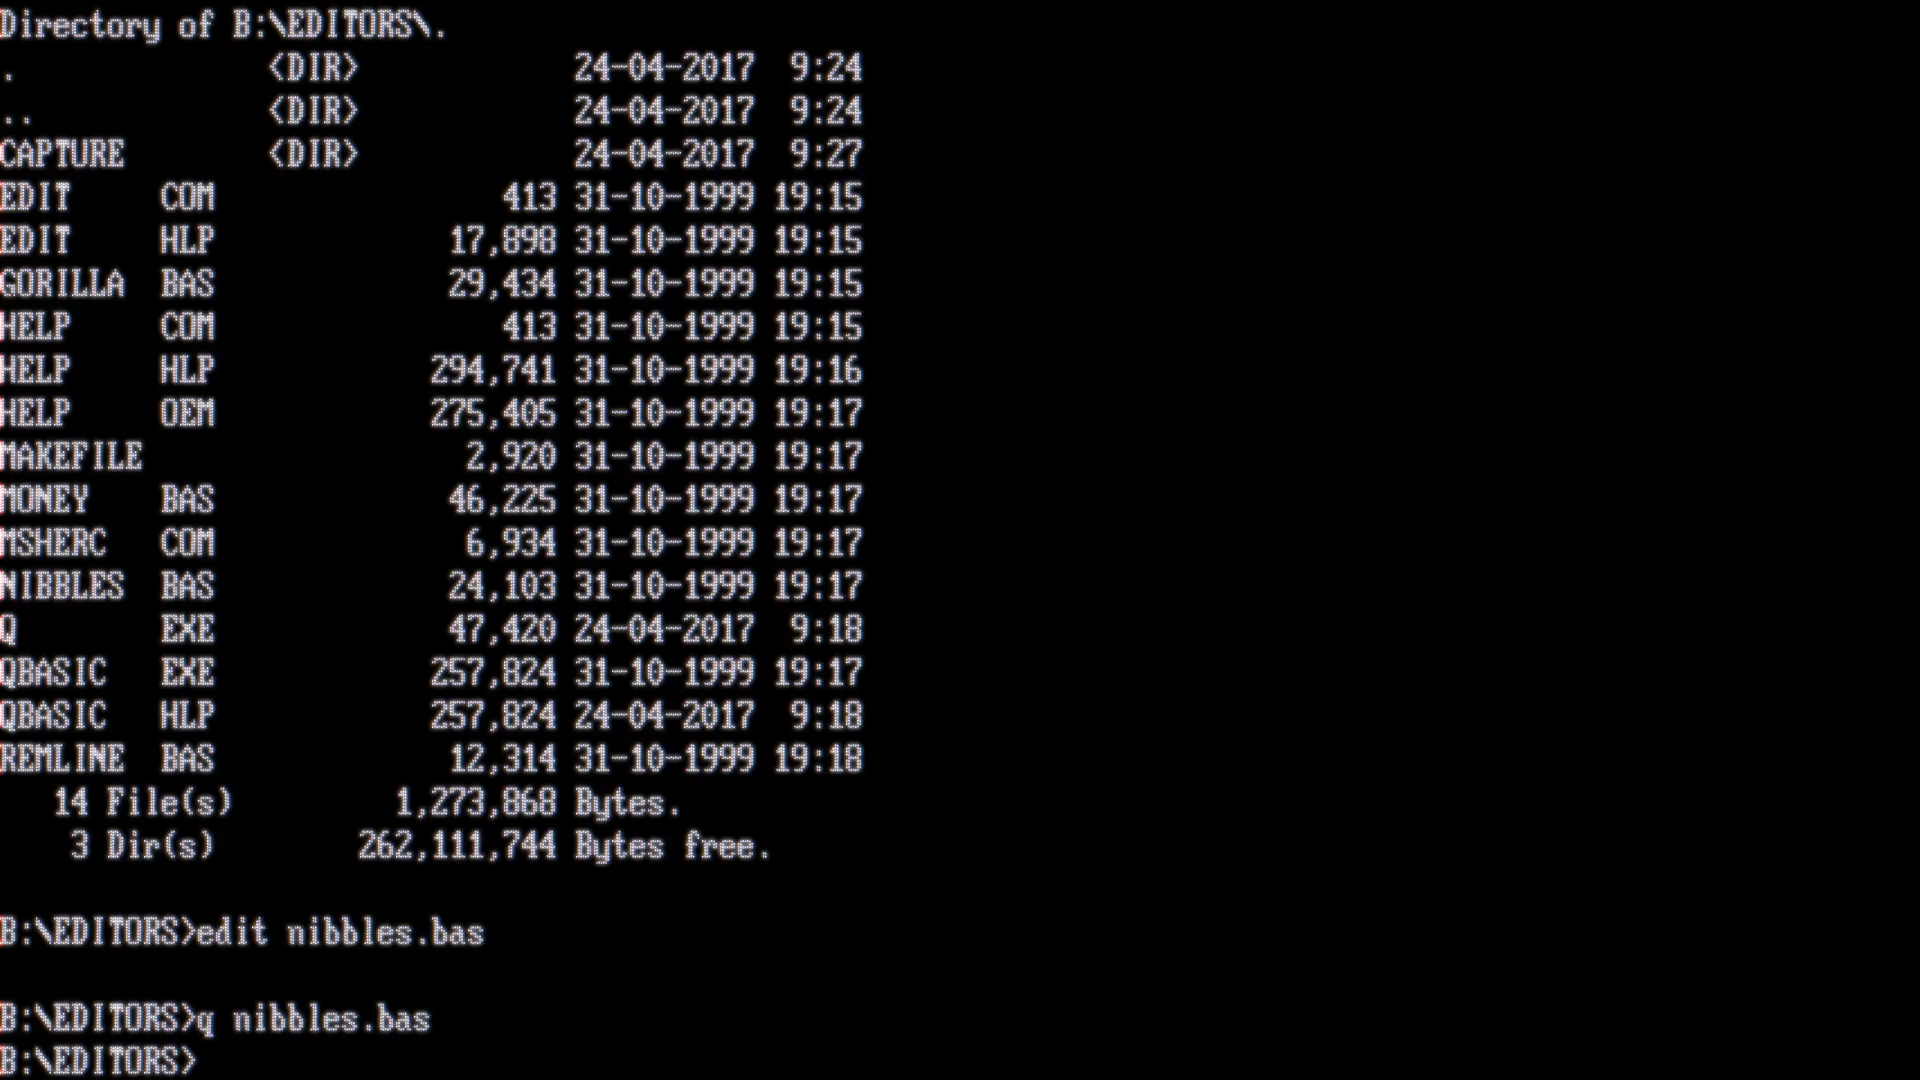 Directory of B:\EDITORS\.
.              <DIR>            24-04-2017  9:24
..             <DIR>            24-04-2017  9:24
CAPTURE        <DIR>            24-04-2017  9:27
EDIT     COM                413 31-10-1999 19:15
EDIT     HLP             17,898 31-10-1999 19:15
GORILLA  BAS             29,434 31-10-1999 19:15
HELP     COM                413 31-10-1999 19:15
HELP     HLP            294,741 31-10-1999 19:16
HELP     OEM            275,405 31-10-1999 19:17
MAKEFILE                  2,920 31-10-1999 19:17
MONEY    BAS             46,225 31-10-1999 19:17
MSHERC   COM              6,934 31-10-1999 19:17
NIBBLES  BAS             24,103 31-10-1999 19:17
Q        EXE             47,420 24-04-2017  9:18
QBASIC   EXE            257,824 31-10-1999 19:17
QBASIC   HLP            257,824 24-04-2017  9:18
REMLINE  BAS             12,314 31-10-1999 19:18
   14 File(s)         1,273,868 Bytes.
    3 Dir(s)        262,111,744 Bytes free.
B:\EDITORS>edit nibbles.bas
B:\EDITORS>q nibbles.bas
B:\EDITORS>